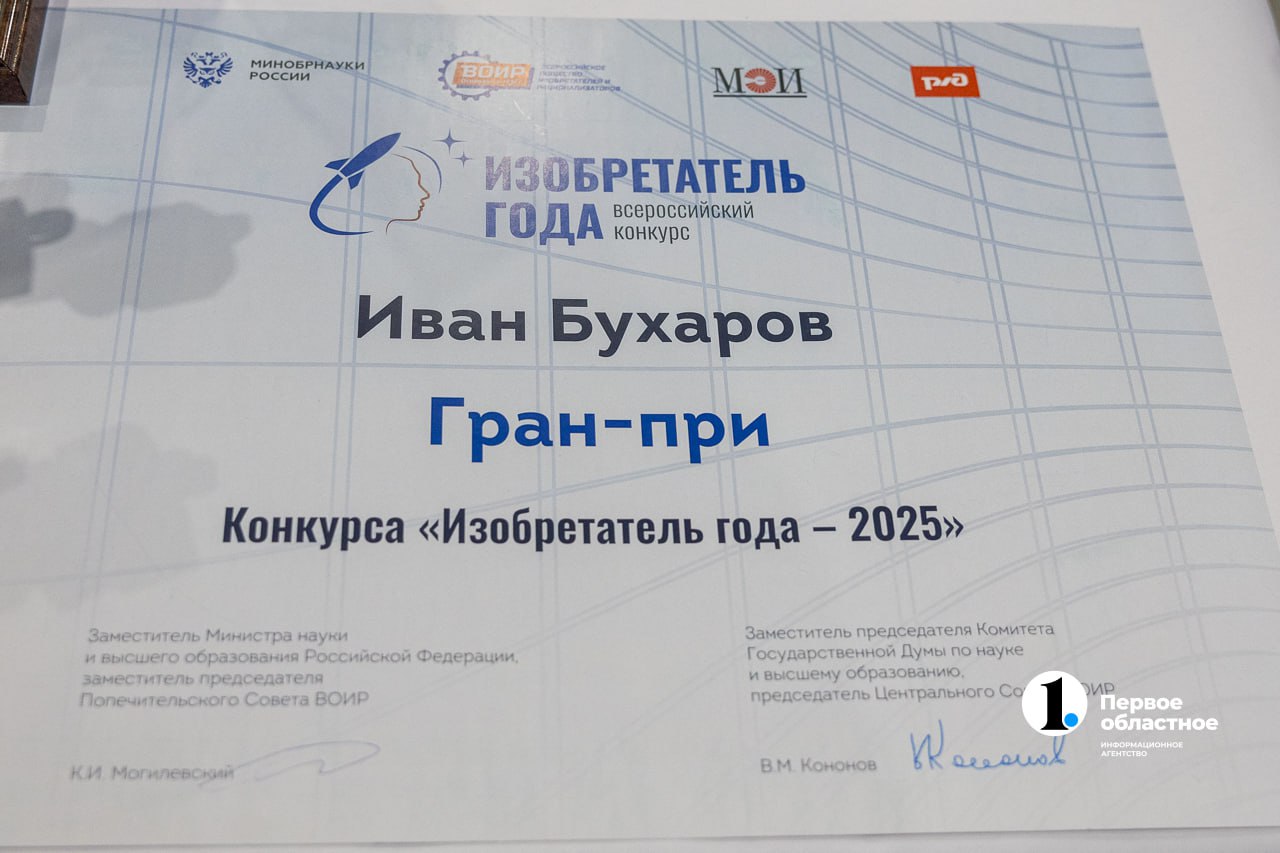 МИНОБРНАУКИ
РОССИИ
ВОИР
ВСЕРОССИЙСКОЕ
ОБЩЕСТВО
ИЗОБРЕТАТЕЛЕЙ И
РАЦИОНАЛИЗАТОРОВ
МЭИ
РЖД
ИЗОБРЕТАТЕЛЬ
ГОДА
всероссийский
конкурс
Иван Бухаров
Гран-при
Конкурса «Изобретатель года – 2025»
Заместитель Министра науки
и высшего образования Российской Федерации,
заместитель председателя
Попечительского Совета ВОИР
К.И. Могилевский
Заместитель председателя Комитета
Государственной Думы по науке
и высшему образованию,
председатель Центрального ВОИР
В.М. Кононов
1.
Первое
областное
ИНФОРМАЦИОННОЕ
АГЕНТСТВО